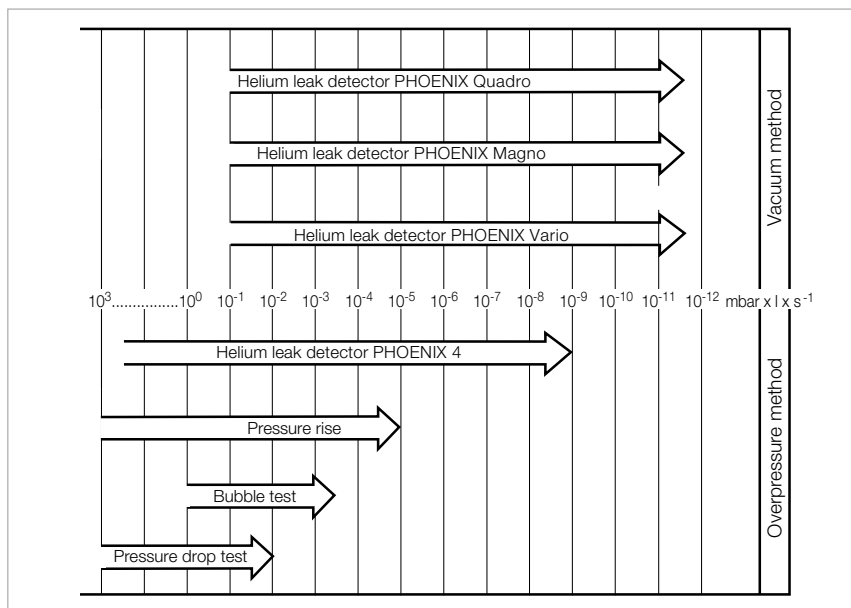 Helium leak detector PHOENIX Quadro
Helium leak detector PHOENIX Magno
Helium leak detector PHOENIX Vario
Vacuum method
10³...............10⁰ 10⁻¹ 10⁻² 10⁻³ 10⁻⁴ 10⁻⁵ 10⁻⁶ 10⁻⁷ 10⁻⁸ 10⁻⁹ 10⁻¹⁰ 10⁻¹¹ 10⁻¹² mbar x l x s⁻¹
Helium leak detector PHOENIX 4
Pressure rise
Bubble test
Pressure drop test
Overpressure method